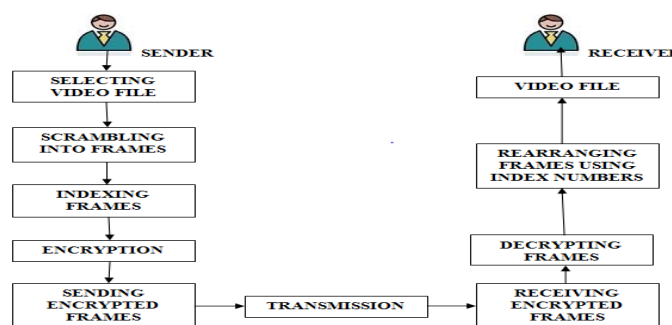 SENDER
SELECTING
VIDEO FILE
SCRAMBLING
INTO FRAMES
INDEXING
FRAMES
ENCRYPTION
SENDING
ENCRYPTED
FRAMES
TRANSMISSION
RECEIVING
ENCRYPTED
FRAMES
DECRYPTING
FRAMES
REARRANGING
FRAMES USING
INDEX NUMBERS
VIDEO FILE
RECEIVER